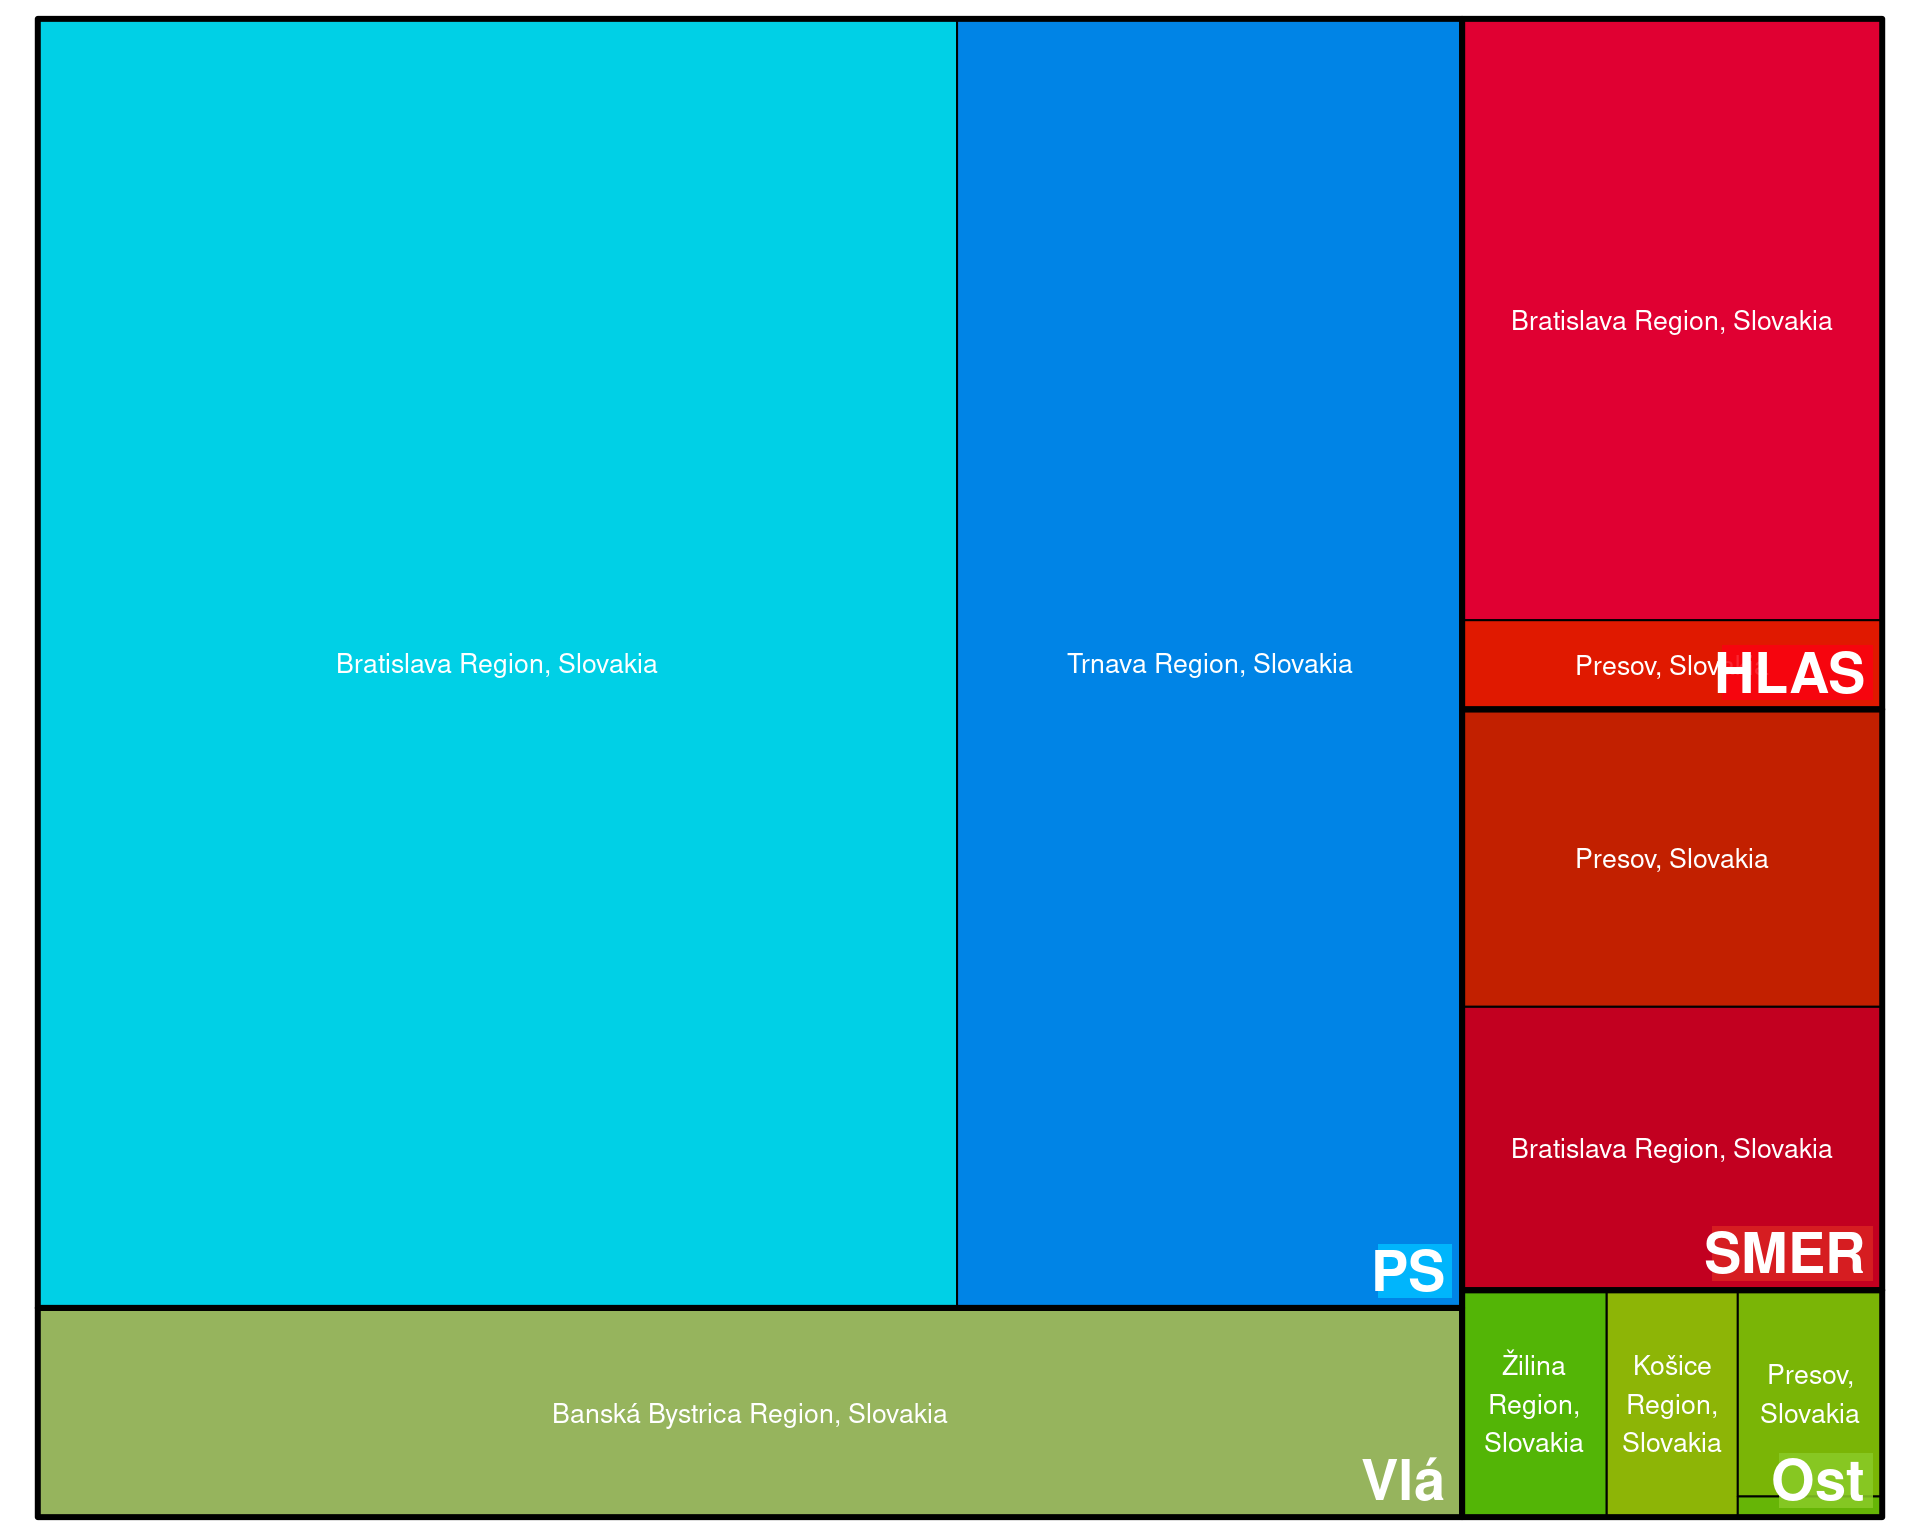 Bratislava Region, Slovakia
Trnava Region, Slovakia
PS
Banská Bystrica Region, Slovakia
Vlá
Bratislava Region, Slovakia
Presov, Slov
HLAS
Presov, Slovakia
Bratislava Region, Slovakia
SMER
Žilina
Region,
Slovakia
Košice
Region,
Slovakia
Presov,
Slovakia
Ost